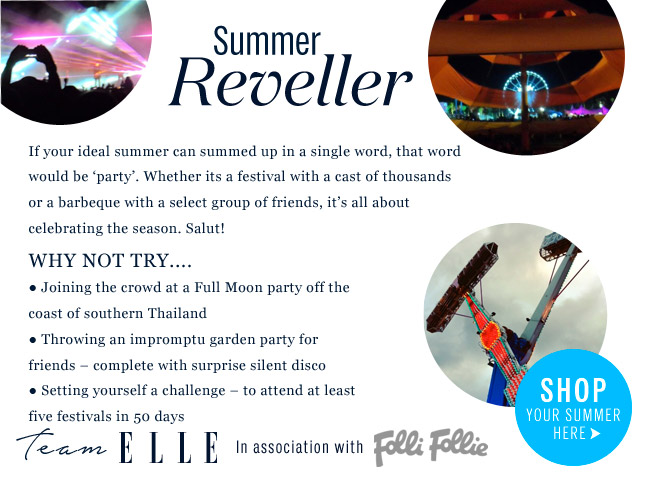 Summer
Reveller
If your ideal summer can summed up in a single word, that word
would be ‘party’. Whether its a festival with a cast of thousands
or a barbeque with a select group of friends, it’s all about
celebrating the season. Salut!
WHY NOT TRY....
● Joining the crowd at a Full Moon party off the
coast of southern Thailand
● Throwing an impromptu garden party for
friends – complete with surprise silent disco
● Setting yourself a challenge – to attend at least
five festivals in 50 days
SHOP
YOUR SUMMER
HERE
Team ELLE In association with Folli Follie